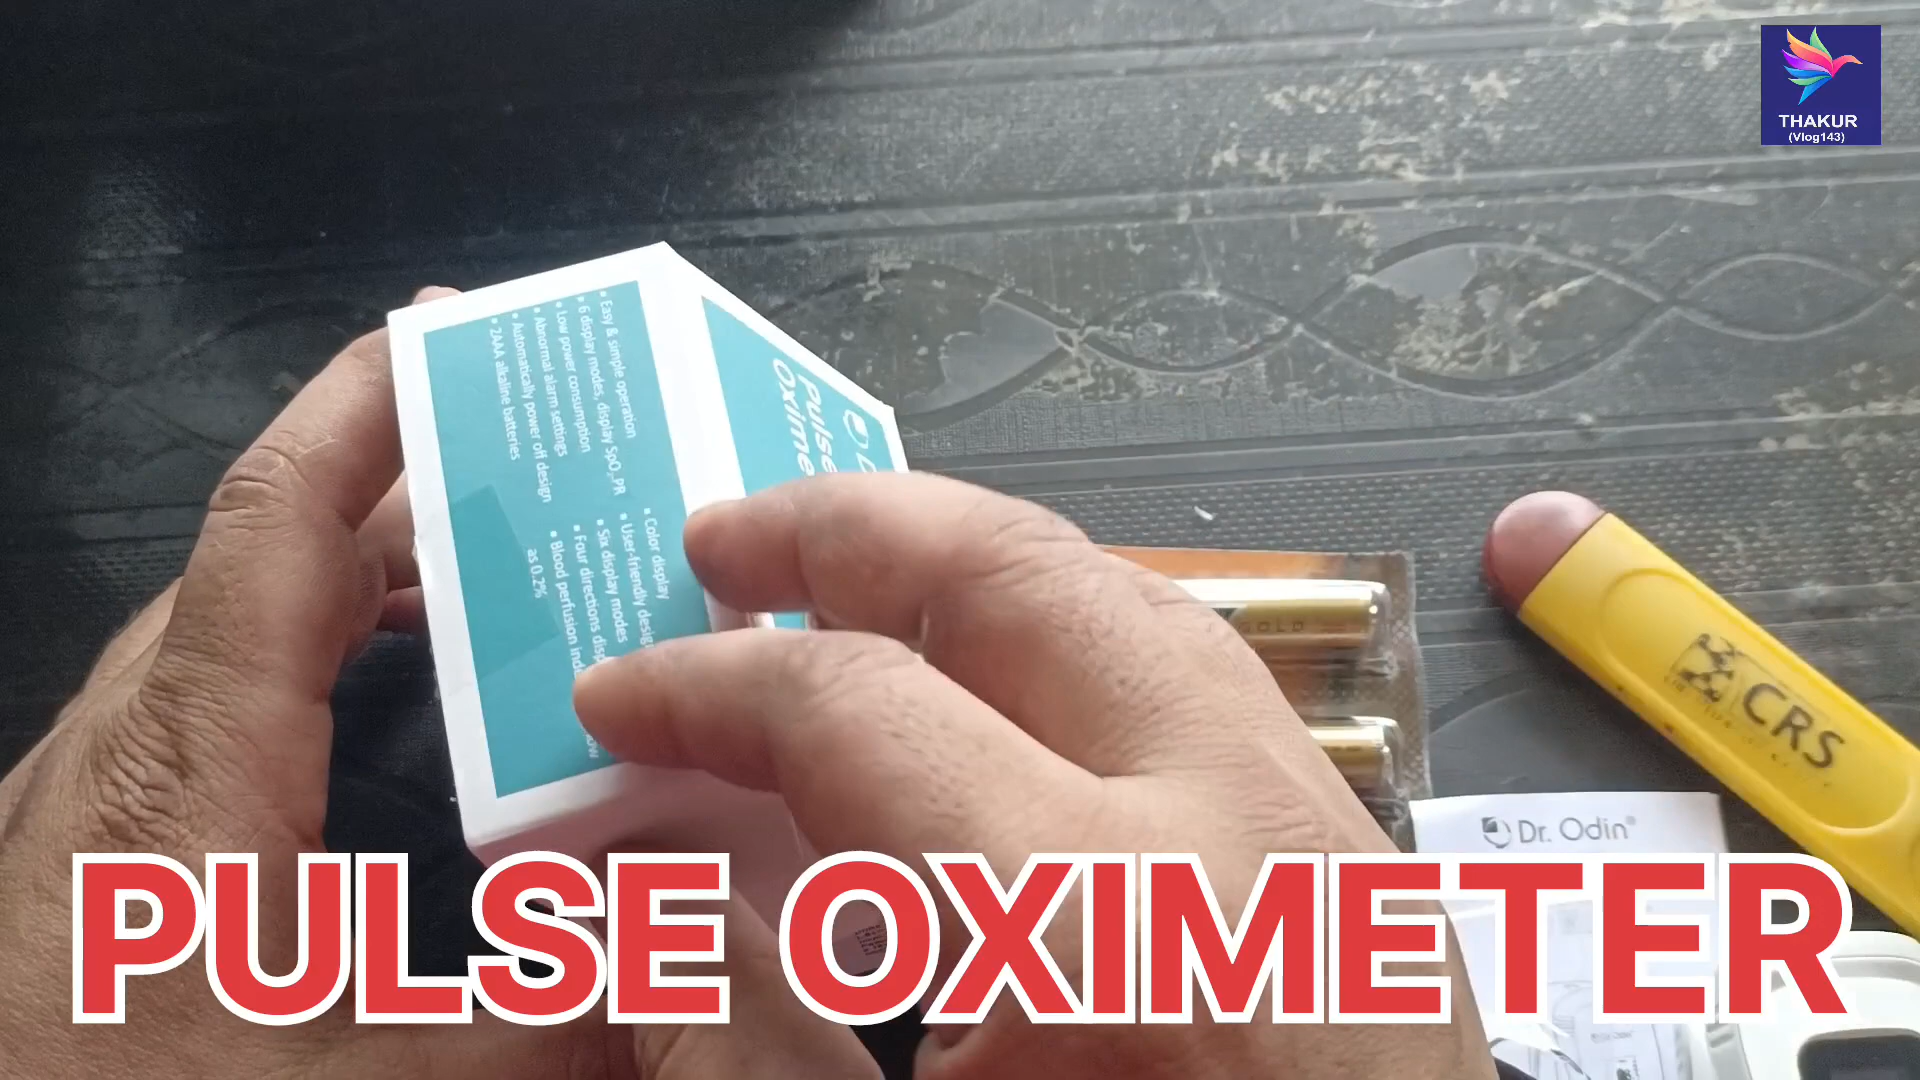 THAKUR
(Vlog143)
Pulse
Oxime
• Easy & simple operation
• 6 display modes, display SpO₂,PR
• Low power consumption
• Abnormal alarm settings
• Automatically power off design
• 2AAA alkaline batteries
• Color display
• User-friendly desig
• Six display modes
• Four directions disp
• Blood perfusion inde
as 0.2%
GOLD
CRS
Dr. Odin®
PULSE OXIMETER